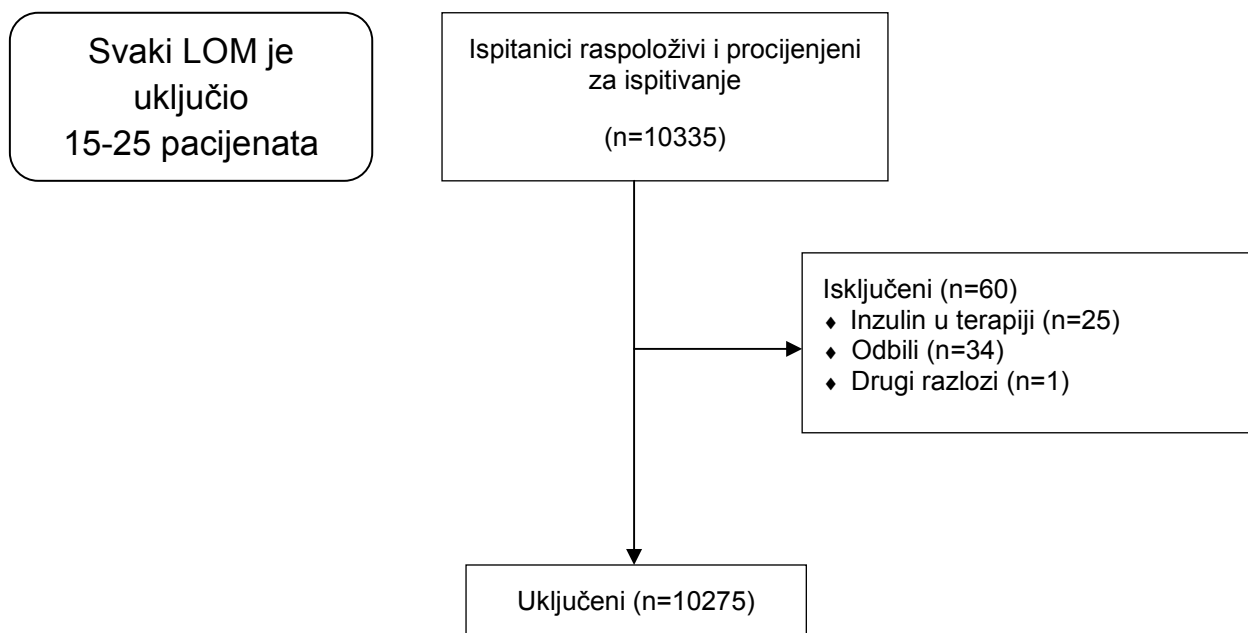 Svaki LOM je
uključio
15-25 pacijenata
Ispitanici raspoloživi i procijenjeni
za ispitivanje
(n=10335)
Isključeni (n=60)
♦ Inzulin u terapiji (n=25)
♦ Odbili (n=34)
♦ Drugi razlozi (n=1)
Uključeni (n=10275)